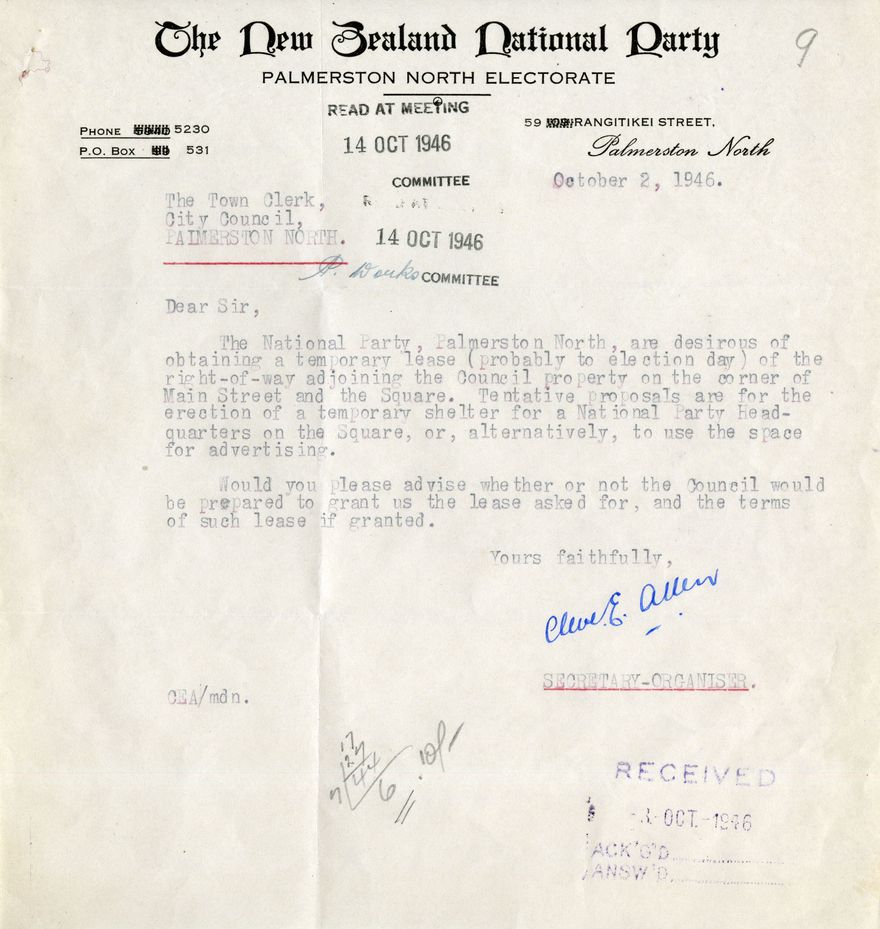 The New Zealand National Party
9
PALMERSTON NORTH ELECTORATE
READ AT MEETING
14 OCT 1946
COMMITTEE
PHONE 5230
P.O. BOX 531
59 RANGITIKEI STREET,
Palmerston North
October 2, 1946.
The Town Clerk,
City Council,
PALMERSTON NORTH.
14 OCT 1946
P. Works COMMITTEE
Dear Sir,
The National Party, Palmerston North, are desirous of
obtaining a temporary lease (probably to election day) of the
right-of-way adjoining the Council property on the corner of
Main Street and the Square. Tentative proposals are for the
erection of a temporary shelter for a National Party Head-
quarters on the Square, or, alternatively, to use the space
for advertising.
Would you please advise whether or not the Council would
be prepared to grant us the lease asked for, and the terms
of such lease if granted.
Yours faithfully,
Clive E. Allen
SECRETARY-ORGANISER.
CEA/mdn.
17
27
44
6
10/-
RECEIVED
OCT. 1946
ACK'G'D
ANSW'D.